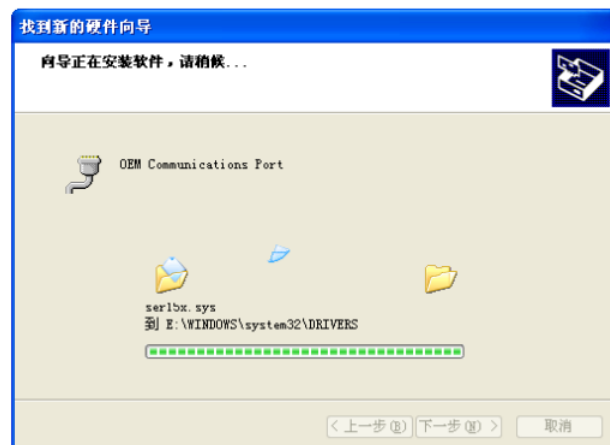 找到新的硬件向导
向导正在安装软件，请稍候...
OEM Communications Port
ser15x.sys
到 E:\WINDOWS\system32\DRIVERS
< 上一步(B)
下一步(N) >
取消